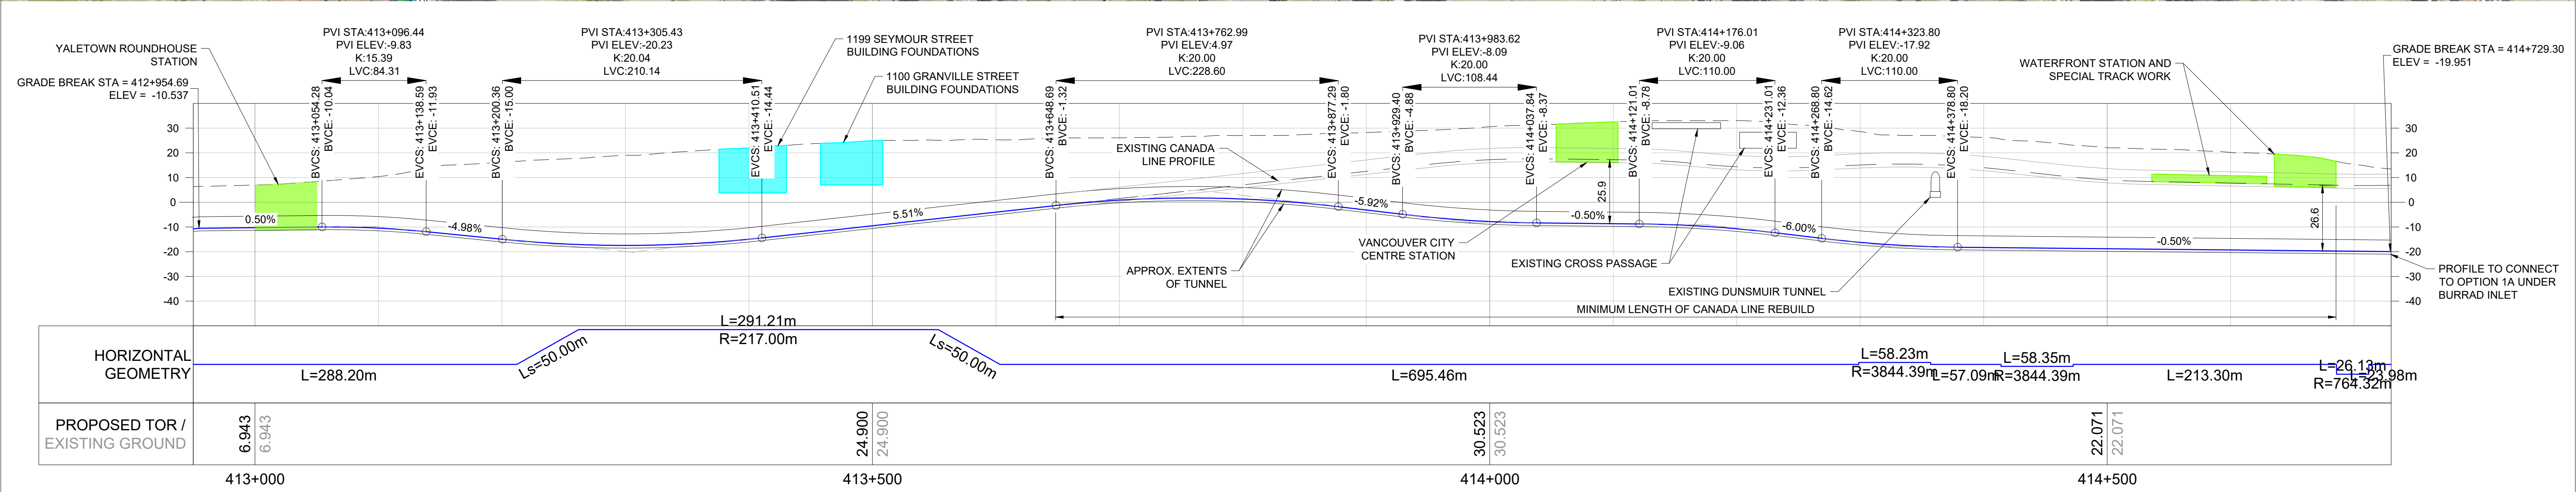 YALETOWN ROUNDHOUSE
STATION
GRADE BREAK STA = 412+954.69
ELEV = -10.537
PVI STA:413+096.44
PVI ELEV:-9.83
K:15.39
LVC:84.31
BVCS: 413+054.28
BVCE: -10.04
EVCS: 413+138.59
EVCE: -11.93
PVI STA:413+305.43
PVI ELEV:-20.23
K:20.04
LVC:210.14
BVCS: 413+200.36
BVCE: -15.00
EVCS: 413+410.51
EVCE: -14.44
1199 SEYMOUR STREET
BUILDING FOUNDATIONS
1100 GRANVILLE STREET
BUILDING FOUNDATIONS
PVI STA:413+762.99
PVI ELEV:4.97
K:20.00
LVC:228.60
BVCS: 413+648.69
BVCE: -1.32
EVCS: 413+877.29
EVCE: -1.80
PVI STA:413+983.62
PVI ELEV:-8.09
K:20.00
LVC:108.44
BVCS: 413+929.40
BVCE: -4.88
EVCS: 414+037.84
EVCE: -8.37
PVI STA:414+176.01
PVI ELEV:-9.06
K:20.00
LVC:110.00
BVCS: 414+121.01
BVCE: -8.78
EVCS: 414+231.01
EVCE: -12.36
PVI STA:414+323.80
PVI ELEV:-17.92
K:20.00
LVC:110.00
BVCS: 414+268.80
BVCE: -14.62
EVCS: 414+378.80
EVCE: -18.20
WATERFRONT STATION AND
SPECIAL TRACK WORK
GRADE BREAK STA = 414+729.30
ELEV = -19.951
30
20
10
0
-10
-20
-30
-40
30
20
10
0
-10
-20
-30
-40
EXISTING CANADA
LINE PROFILE
0.50%
-4.98%
5.51%
-5.92%
-0.50%
-6.00%
-0.50%
25.9
26.6
APPROX. EXTENTS
OF TUNNEL
VANCOUVER CITY
CENTRE STATION
EXISTING CROSS PASSAGE
EXISTING DUNSMUIR TUNNEL
MINIMUM LENGTH OF CANADA LINE REBUILD
PROFILE TO CONNECT
TO OPTION 1A UNDER
BURRAD INLET
HORIZONTAL
GEOMETRY
L=288.20m
Ls=50.00m
L=291.21m
R=217.00m
Ls=50.00m
L=695.46m
L=58.23m
R=3844.39m
L=57.09m
L=58.35m
R=3844.39m
L=213.30m
L=26.13m
R=764.32m
L=23.98m
PROPOSED TOR /
EXISTING GROUND
6.943
6.943
24.900
24.900
30.523
30.523
22.071
22.071
413+000
413+500
414+000
414+500